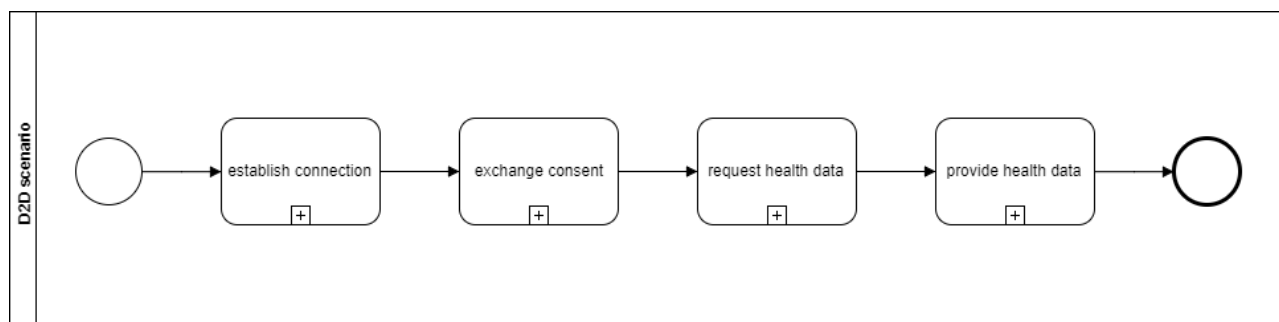 D2D scenario
establish connection
exchange consent
request health data
provide health data